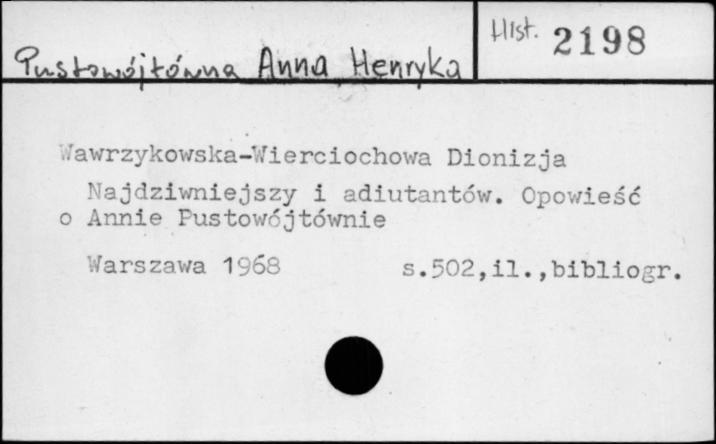 Pustowójtówna Anna Henryka
Hist. 2198
Wawrzykowska-Wierciochowa Dionizja
Najdziwniejszy i adiutantów. Opowieść
o Annie Pustowójtównie
Warszawa 1968 s.502,il.,bibliogr.